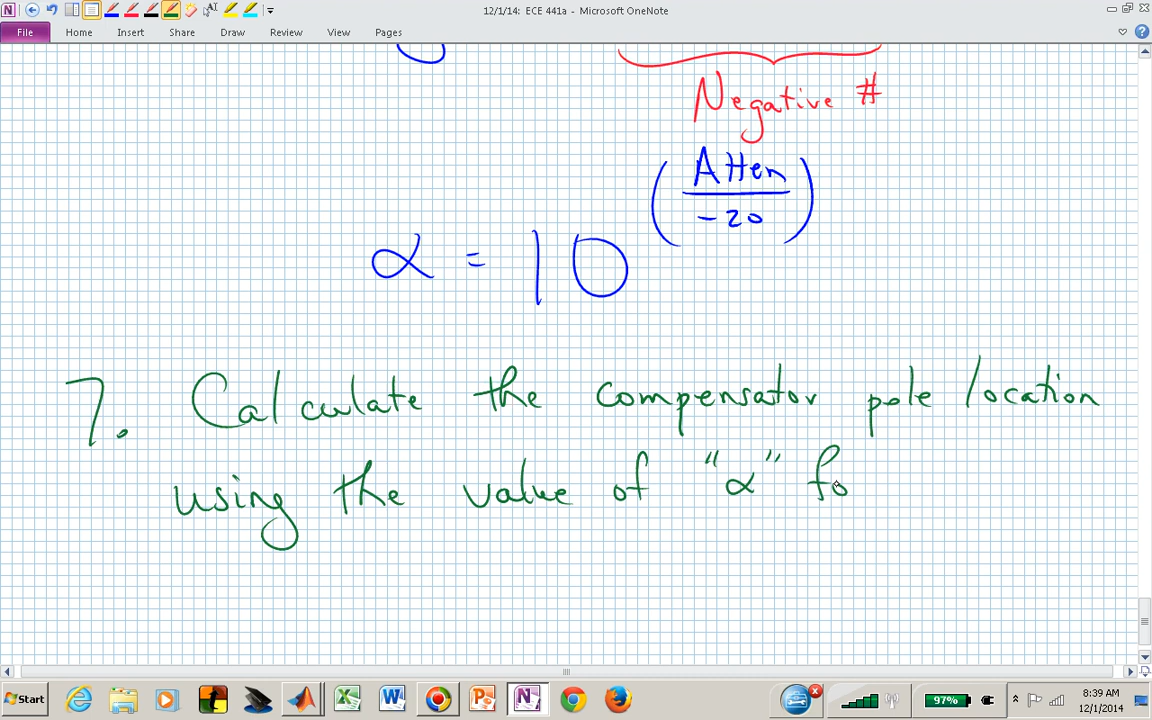 12/1/14: ECE 441a - Microsoft OneNote
File Home Insert Share Draw Review View Pages
Negative #
α = 10 (Atten / -20)
7. Calculate the compensator pole location
using the value of "α" fo
Start
97%
8:39 AM
12/1/2014